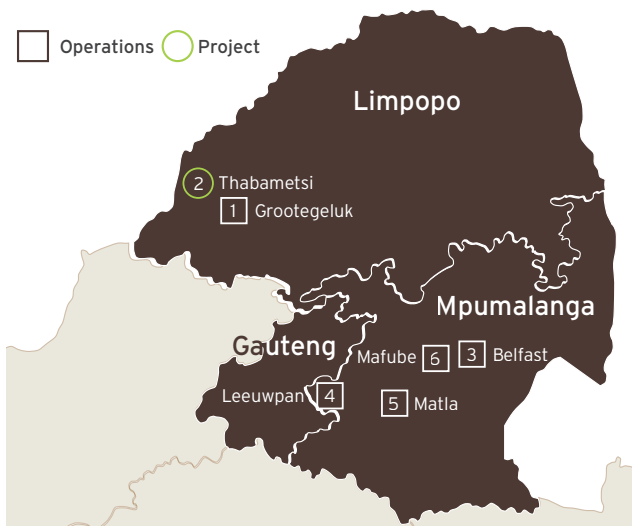 Operations Project
Limpopo
2 Thabametsi
1 Grootegeluk
Mpumalanga
Gauteng
Mafube 6 3 Belfast
Leeuwpan 4
5 Matla